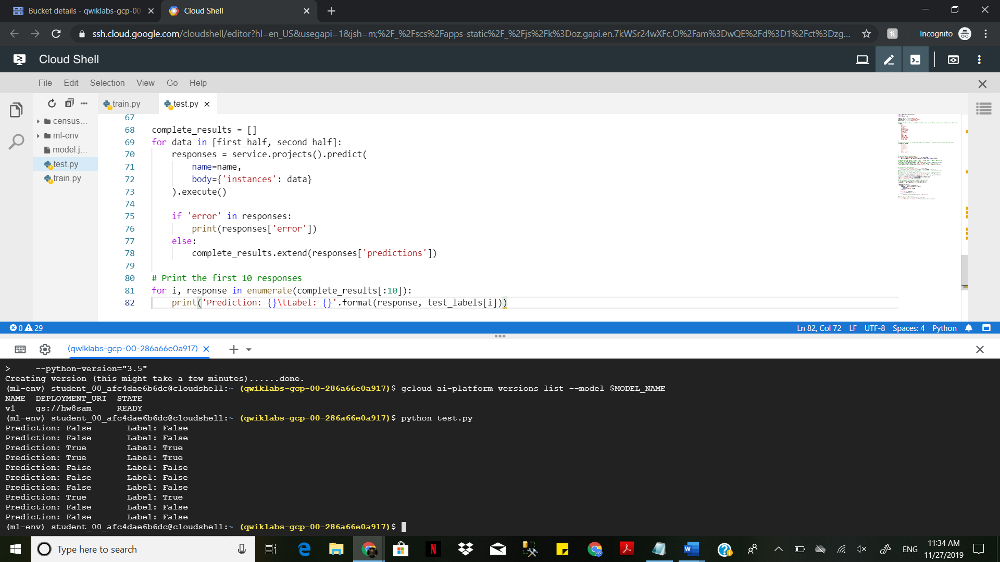 Bucket details - qwiklabs-gcp-00
Cloud Shell
ssh.cloud.google.com/cloudshell/editor?hl=en_US&usegapi=1&jsh=m;%2F_%2Fscs%2Fapps-static%2F_%2Fjs%2Fk%3Doz.gapi.en.7kWSr24wXFc.O%2Fam%3DwQE%2Fd%3D1%2Fct%3Dzg...
Incognito
Cloud Shell
File Edit Selection View Go Help
train.py
test.py
census...
ml-env
model.j...
test.py
train.py
67
68 complete_results = []
69 for data in [first_half, second_half]:
70 responses = service.projects().predict(
71 name=name,
72 body={'instances': data}
73 ).execute()
74
75 if 'error' in responses:
76 print(responses['error'])
77 else:
78 complete_results.extend(responses['predictions'])
79
80 # Print the first 10 responses
81 for i, response in enumerate(complete_results[:10]):
82 print('Prediction: {}\tLabel: {}'.format(response, test_labels[i]))
0 29
Ln 82, Col 72 LF UTF-8 Spaces: 4 Python
(qwiklabs-gcp-00-286a66e0a917)
> --python-version="3.5"
Creating version (this might take a few minutes)......done.
(ml-env) student_00_afc4dae6b6dc@cloudshell:~ (qwiklabs-gcp-00-286a66e0a917)$ gcloud ai-platform versions list --model $MODEL_NAME
NAME DEPLOYMENT_URI STATE
v1 gs://hw8sam READY
(ml-env) student_00_afc4dae6b6dc@cloudshell:~ (qwiklabs-gcp-00-286a66e0a917)$ python test.py
Prediction: False Label: False
Prediction: False Label: False
Prediction: True Label: True
Prediction: True Label: True
Prediction: False Label: False
Prediction: False Label: False
Prediction: False Label: False
Prediction: True Label: True
Prediction: False Label: False
Prediction: False Label: False
(ml-env) student_00_afc4dae6b6dc@cloudshell:~ (qwiklabs-gcp-00-286a66e0a917)$
Type here to search
ENG
11:34 AM
11/27/2019